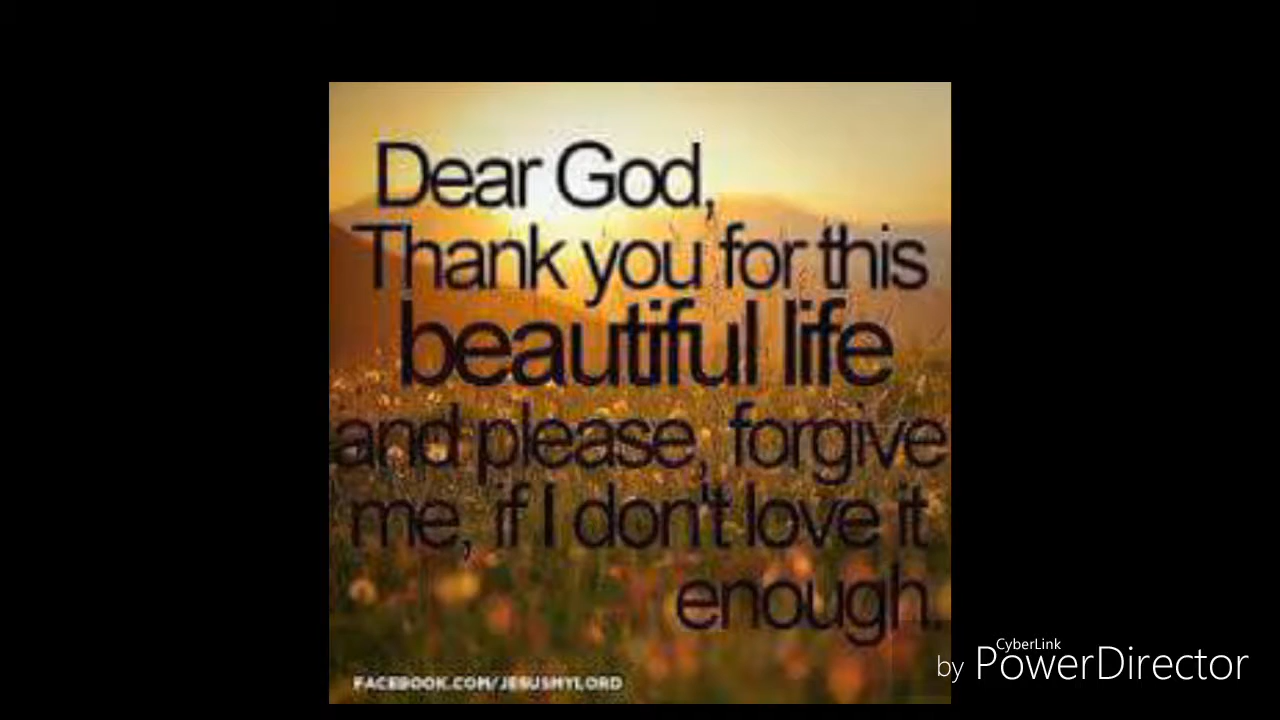 Dear God,
Thank you for this
beautiful life
and please, forgive
me, if I don't love it
enough.
FACEBOOK.COM/JESUSMYLORD
CyberLink
by PowerDirector